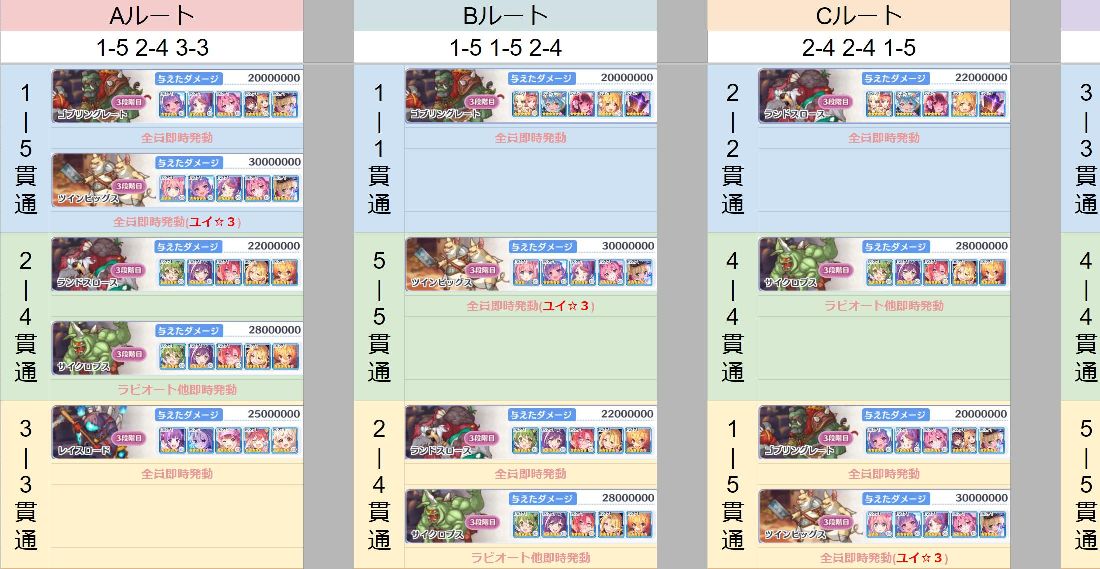 Aルート
1-5 2-4 3-3
1-5貫通
与えたダメージ 20000000
3段階目
ゴブリングレート
全員即時発動
与えたダメージ 30000000
3段階目
ツインピッグス
全員即時発動(ユイ☆3)
2-4貫通
与えたダメージ 22000000
3段階目
ランドスロース
与えたダメージ 28000000
3段階目
サイクロプス
ラビオート他即時発動
3-3貫通
与えたダメージ 25000000
3段階目
レイスロード
全員即時発動
Bルート
1-5 1-5 2-4
1-1貫通
与えたダメージ 20000000
3段階目
ゴブリングレート
全員即時発動
5-5貫通
与えたダメージ 30000000
3段階目
ツインピッグス
全員即時発動(ユイ☆3)
2-4貫通
与えたダメージ 22000000
3段階目
ランドスロース
全員即時発動
与えたダメージ 28000000
3段階目
サイクロプス
ラビオート他即時発動
Cルート
2-4 2-4 1-5
2-2貫通
与えたダメージ 22000000
3段階目
ランドスロース
全員即時発動
4-4貫通
与えたダメージ 28000000
3段階目
サイクロプス
ラビオート他即時発動
1-5貫通
与えたダメージ 20000000
3段階目
ゴブリングレート
全員即時発動
与えたダメージ 30000000
3段階目
ツインピッグス
全員即時発動(ユイ☆3)
3-3貫通
4-4貫通
5-5貫通